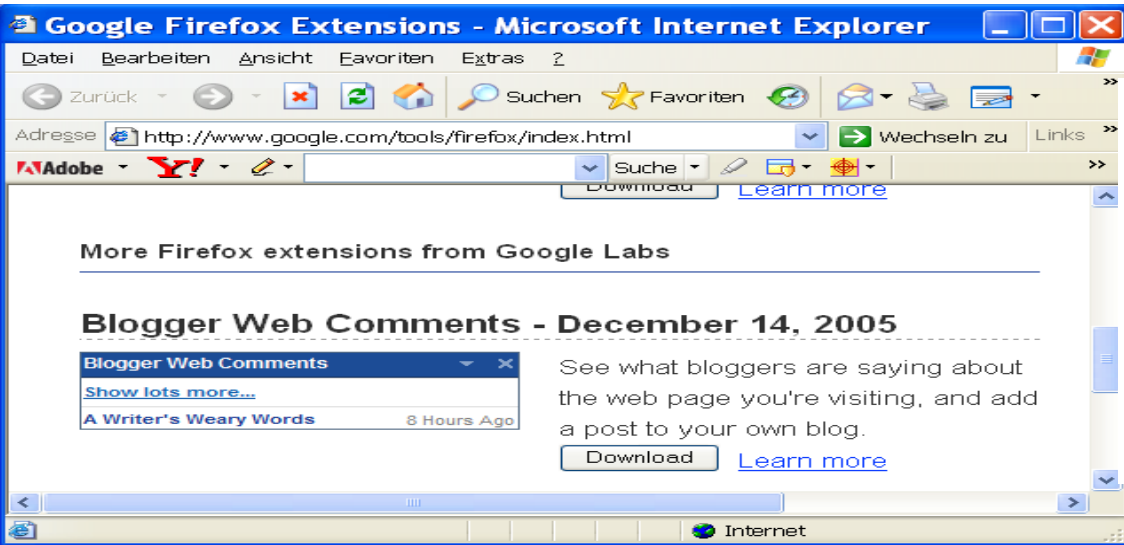 Google Firefox Extensions - Microsoft Internet Explorer
Datei Bearbeiten Ansicht Favoriten Extras ?
Zurück Suchen Favoriten
Adresse http://www.google.com/tools/firefox/index.html Wechseln zu Links
Adobe Y! Suche
Download Learn more
More Firefox extensions from Google Labs
Blogger Web Comments - December 14, 2005
Blogger Web Comments
Show lots more...
A Writer's Weary Words 8 Hours Ago
See what bloggers are saying about
the web page you're visiting, and add
a post to your own blog.
Download Learn more
Internet